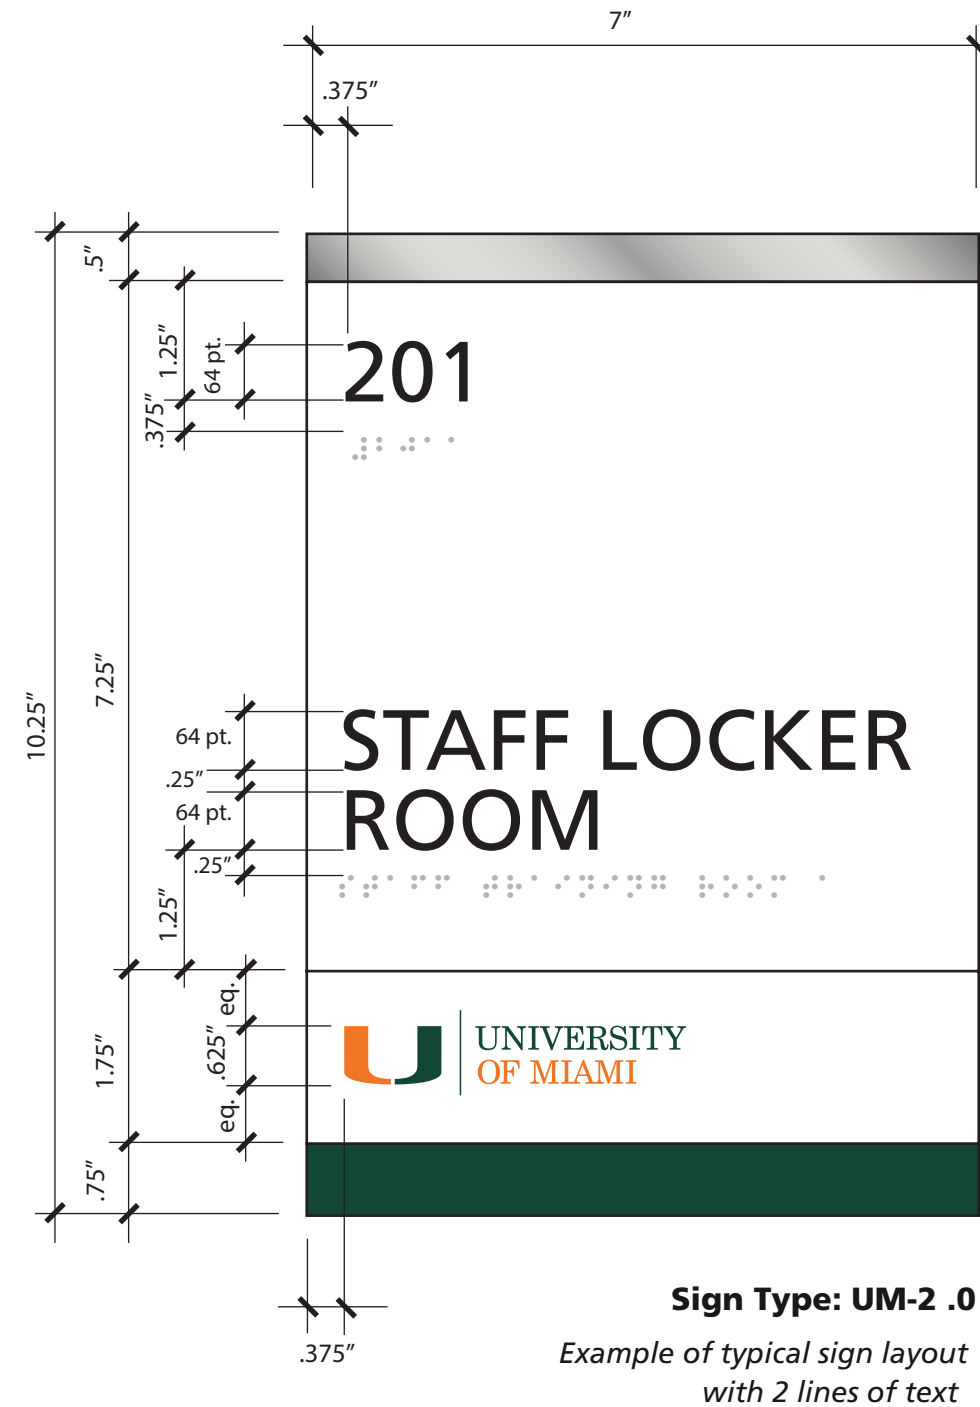 7”
.375”
.5”
1.25”
64 pt.
.375”
201
10.25”
7.25”
64 pt.
.25”
64 pt.
.25”
1.25”
STAFF LOCKER
ROOM
eq.
.625”
eq.
1.75”
.75”
UNIVERSITY
OF MIAMI
.375”
Sign Type: UM-2 .0
Example of typical sign layout
with 2 lines of text